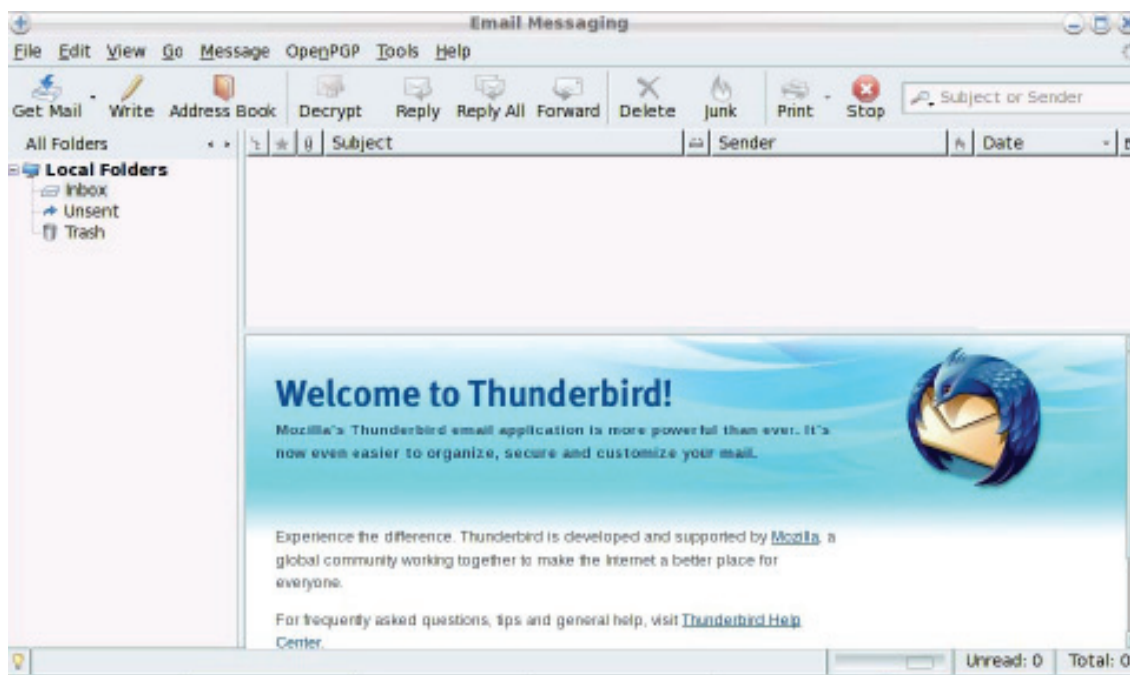 Email Messaging
File Edit View Go Message OpenPGP Tools Help
Get Mail Write Address Book Decrypt Reply Reply All Forward Delete Junk Print Stop Subject or Sender
All Folders Subject Sender Date
Local Folders
Inbox
Unsent
Trash
Welcome to Thunderbird!
Mozilla's Thunderbird email application is more powerful than ever. It's
now even easier to organize, secure and customize your mail.
Experience the difference. Thunderbird is developed and supported by Mozilla, a
global community working together to make the Internet a better place for
everyone.
For frequently asked questions, tips and general help, visit Thunderbird Help
Center.
Unread: 0 Total: 0